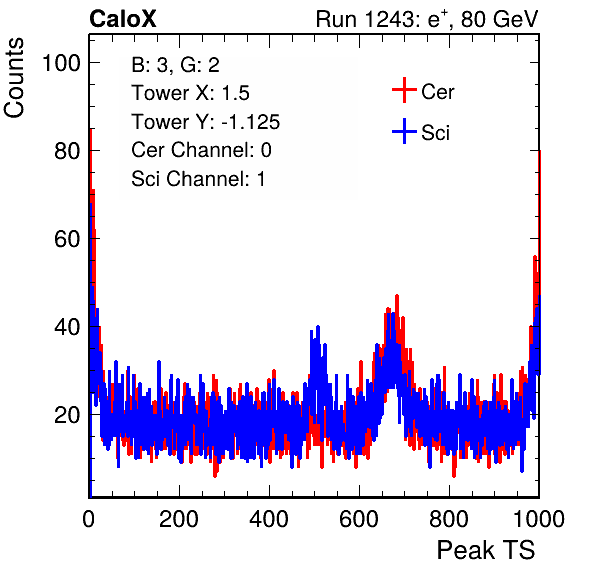 CaloX Run 1243: e+, 80 GeV
Counts
B: 3, G: 2
Tower X: 1.5
Tower Y: -1.125
Cer Channel: 0
Sci Channel: 1
Cer
Sci
100
80
60
40
20
0 200 400 600 800 1000
Peak TS